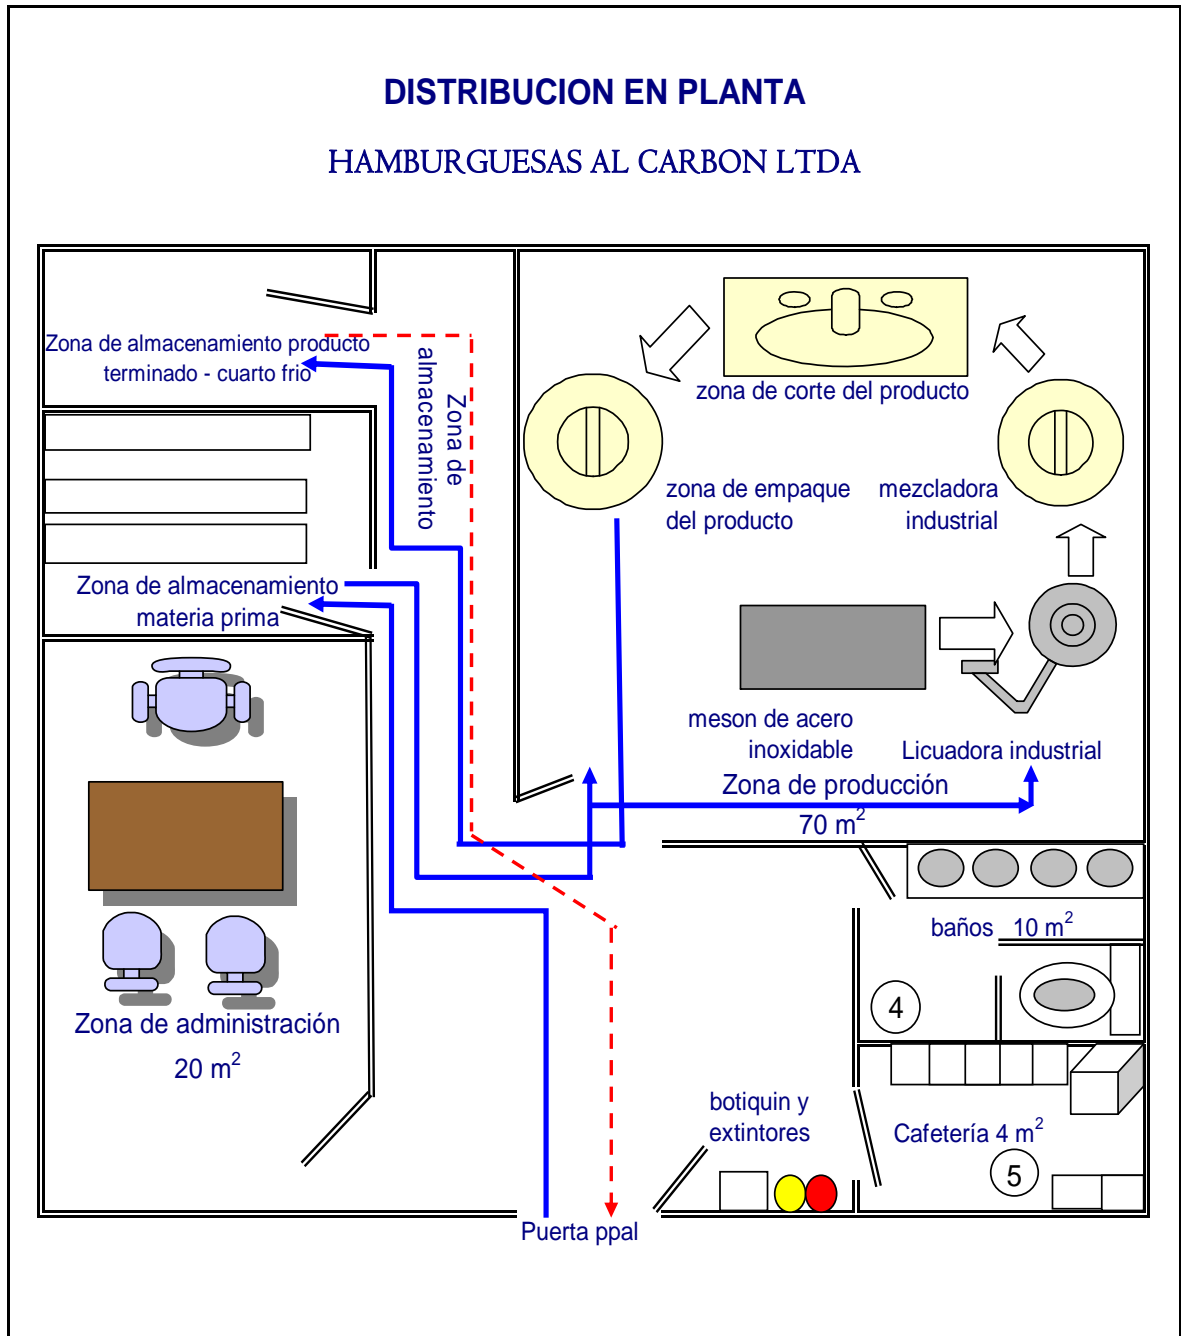 DISTRIBUCION EN PLANTA
HAMBURGUESAS AL CARBON LTDA
Zona de almacenamiento producto
terminado - cuarto frio
Zona de
almacenamiento
zona de corte del producto
zona de empaque
del producto
mezcladora
industrial
Zona de almacenamiento
materia prima
meson de acero
inoxidable
Licuadora industrial
Zona de producción
70 m²
baños 10 m²
4
Zona de administración
20 m²
botiquin y
extintores
Cafetería 4 m²
5
Puerta ppal